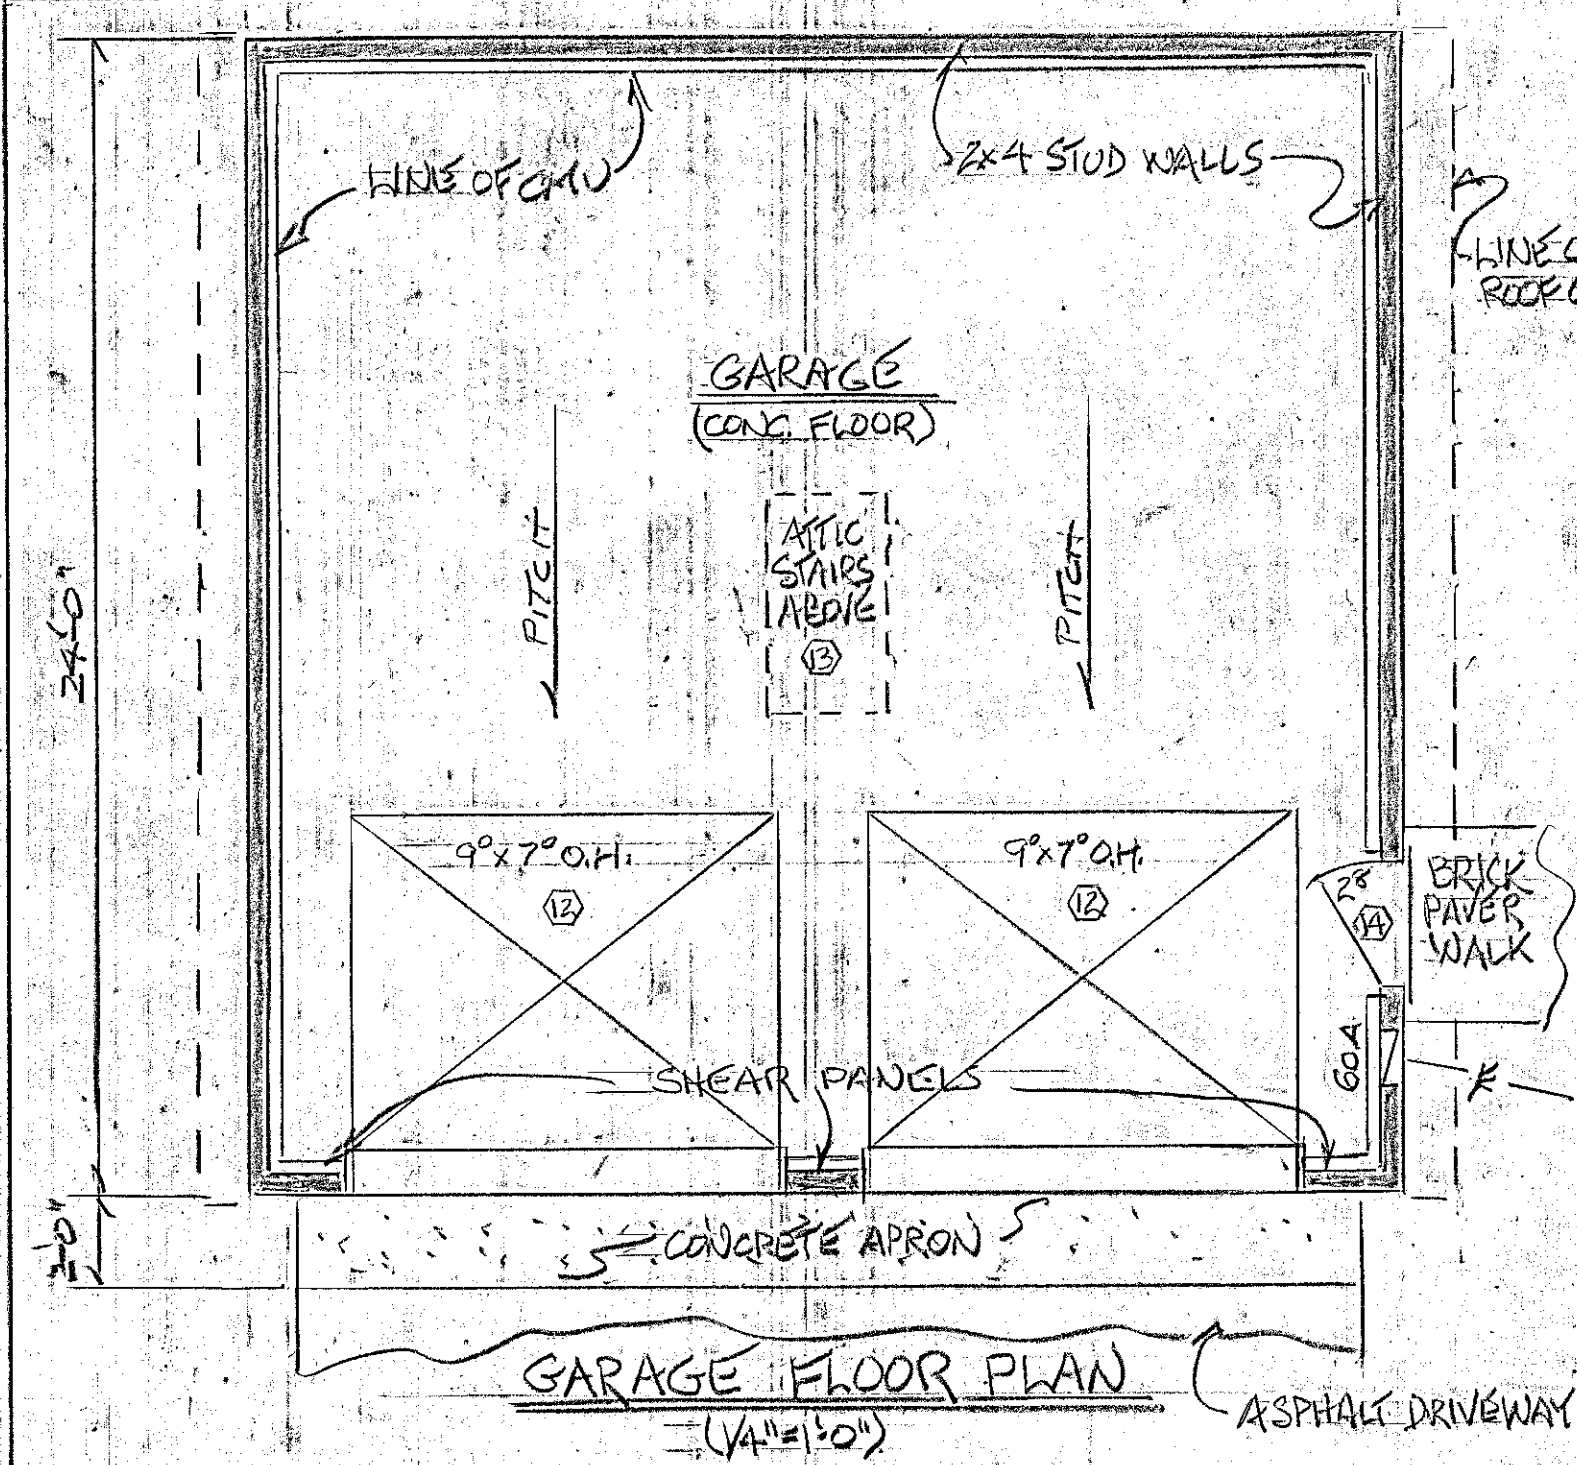 LINE OF CMU
2x4 STUD WALLS
LINE
ROOF
GARAGE
(CONC. FLOOR)
PITCH
ATTIC
STAIRS
ABOVE
13
PITCH
24'-0"
9⁰x7⁰ O.H.
12
9⁰x7⁰ O.H.
12
2⁸
14
BRICK
PAVER
WALK
60A
SHEAR PANELS
CONCRETE APRON
GARAGE FLOOR PLAN
(1/4"=1'-0")
ASPHALT DRIVEWAY